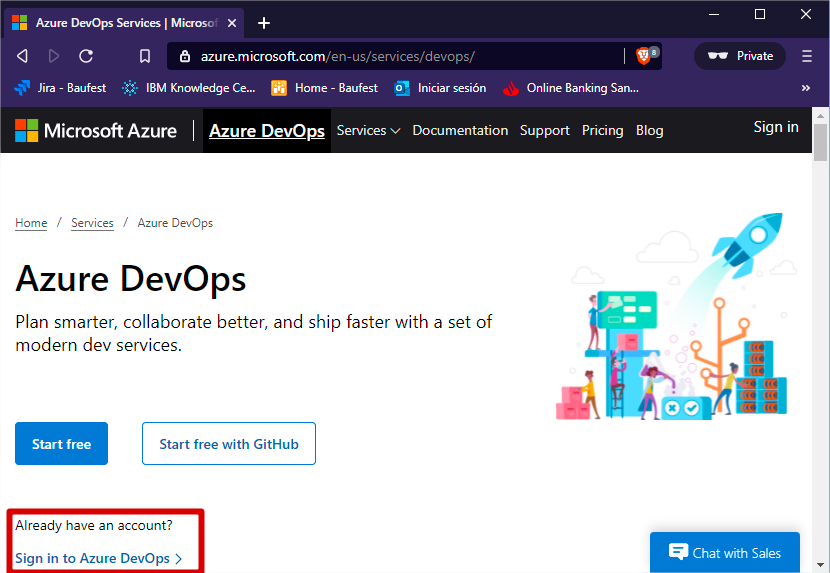 Azure DevOps Services | Microsof
azure.microsoft.com/en-us/services/devops/
8
Private
Jira - Baufest
IBM Knowledge Ce...
Home - Baufest
Iniciar sesión
Online Banking San...
Microsoft Azure
Azure DevOps
Services
Documentation
Support
Pricing
Blog
Sign in
Home / Services / Azure DevOps
Azure DevOps
Plan smarter, collaborate better, and ship faster with a set of
modern dev services.
Start free
Start free with GitHub
Already have an account?
Sign in to Azure DevOps >
Chat with Sales